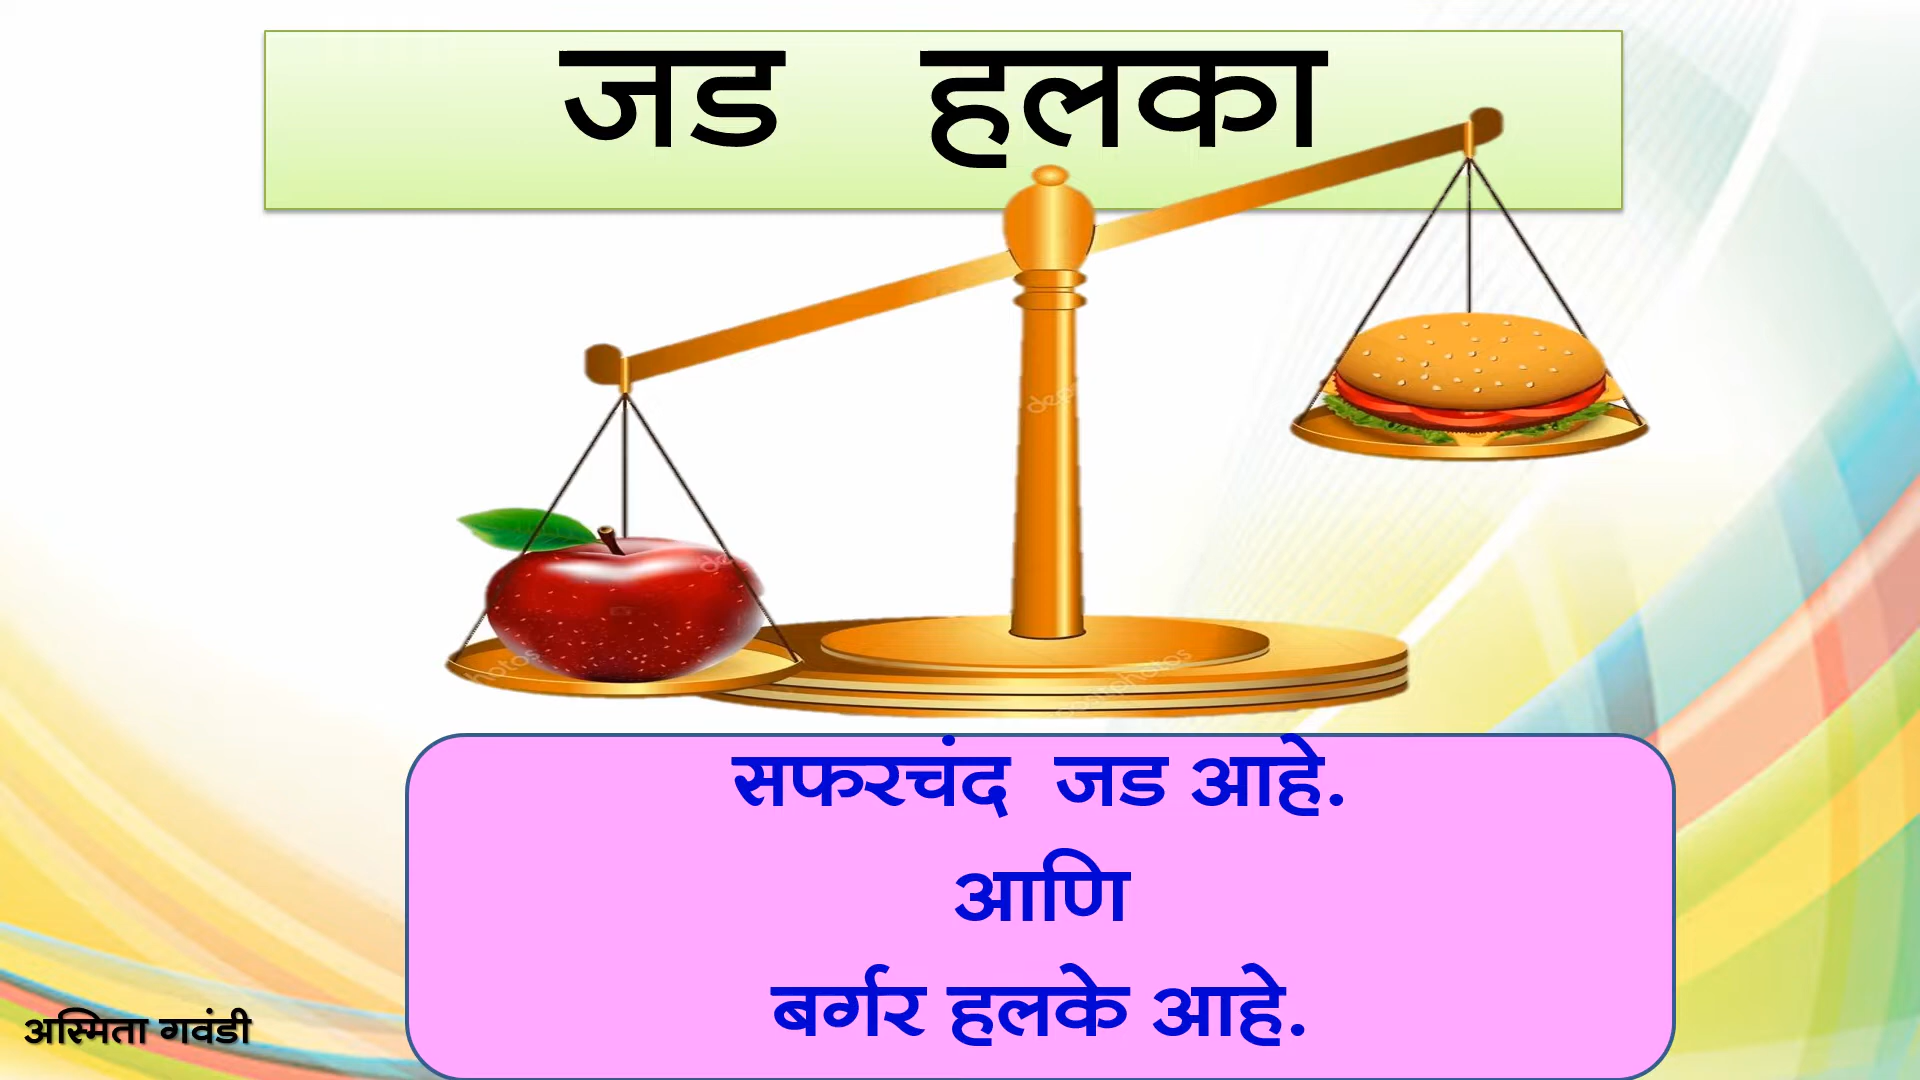 जड हलका
सफरचंद जड आहे.
आणि
बर्गर हलके आहे.
अस्मिता गवंडी